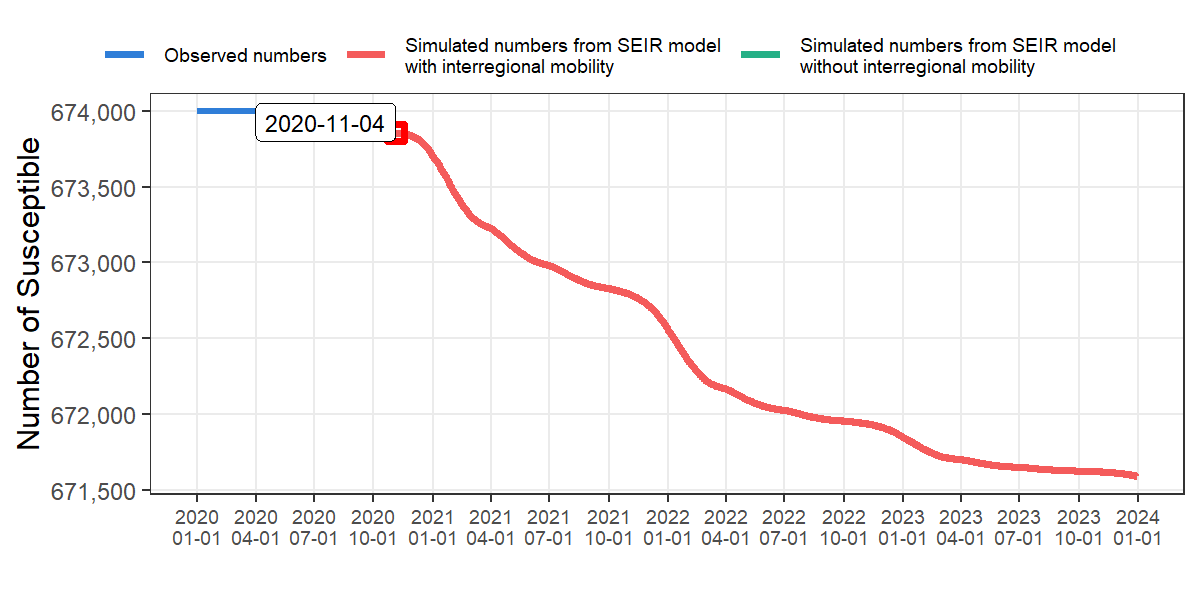 Observed numbers
Simulated numbers from SEIR model
with interregional mobility
Simulated numbers from SEIR model
without interregional mobility
Number of Susceptible
674,000
673,500
673,000
672,500
672,000
671,500
2020-11-04
2020 2020 2020 2020 2021 2021 2021 2021 2022 2022 2022 2022 2023 2023 2023 2023 2024
01-01 04-01 07-01 10-01 01-01 04-01 07-01 10-01 01-01 04-01 07-01 10-01 01-01 04-01 07-01 10-01 01-01